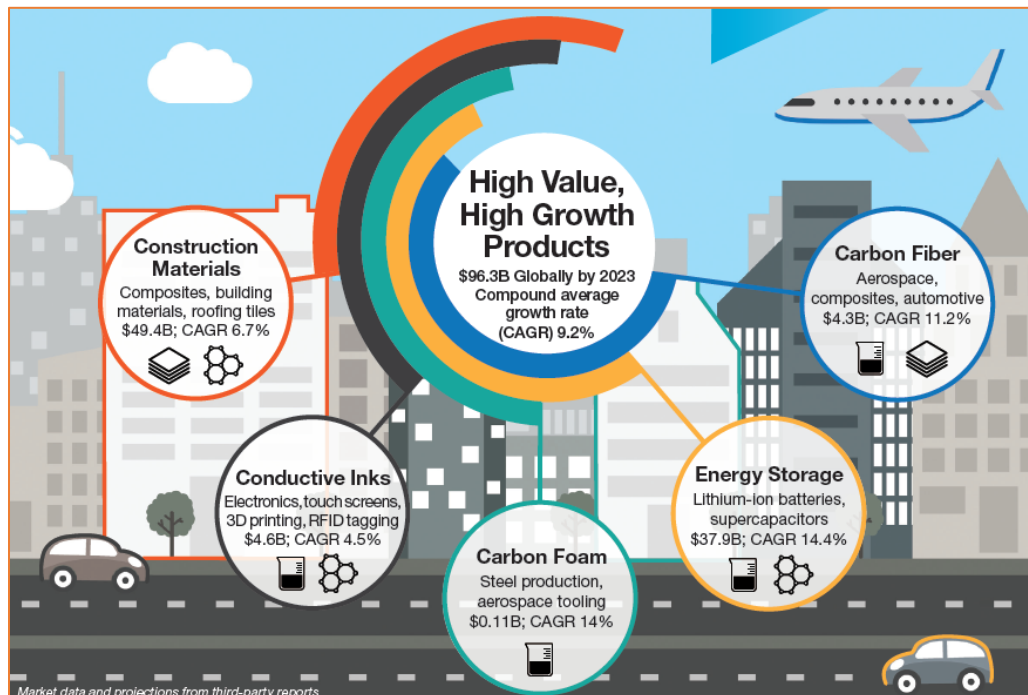 High Value,
High Growth
Products
$96.3B Globally by 2023
Compound average
growth rate
(CAGR) 9.2%
Construction
Materials
Composites, building
materials, roofing tiles
$49.4B; CAGR 6.7%
Conductive Inks
Electronics, touch screens,
3D printing, RFID tagging
$4.6B; CAGR 4.5%
Carbon Foam
Steel production,
aerospace tooling
$0.11B; CAGR 14%
Energy Storage
Lithium-ion batteries,
supercapacitors
$37.9B; CAGR 14.4%
Carbon Fiber
Aerospace,
composites, automotive
$4.3B; CAGR 11.2%
Market data and projections from third-party reports